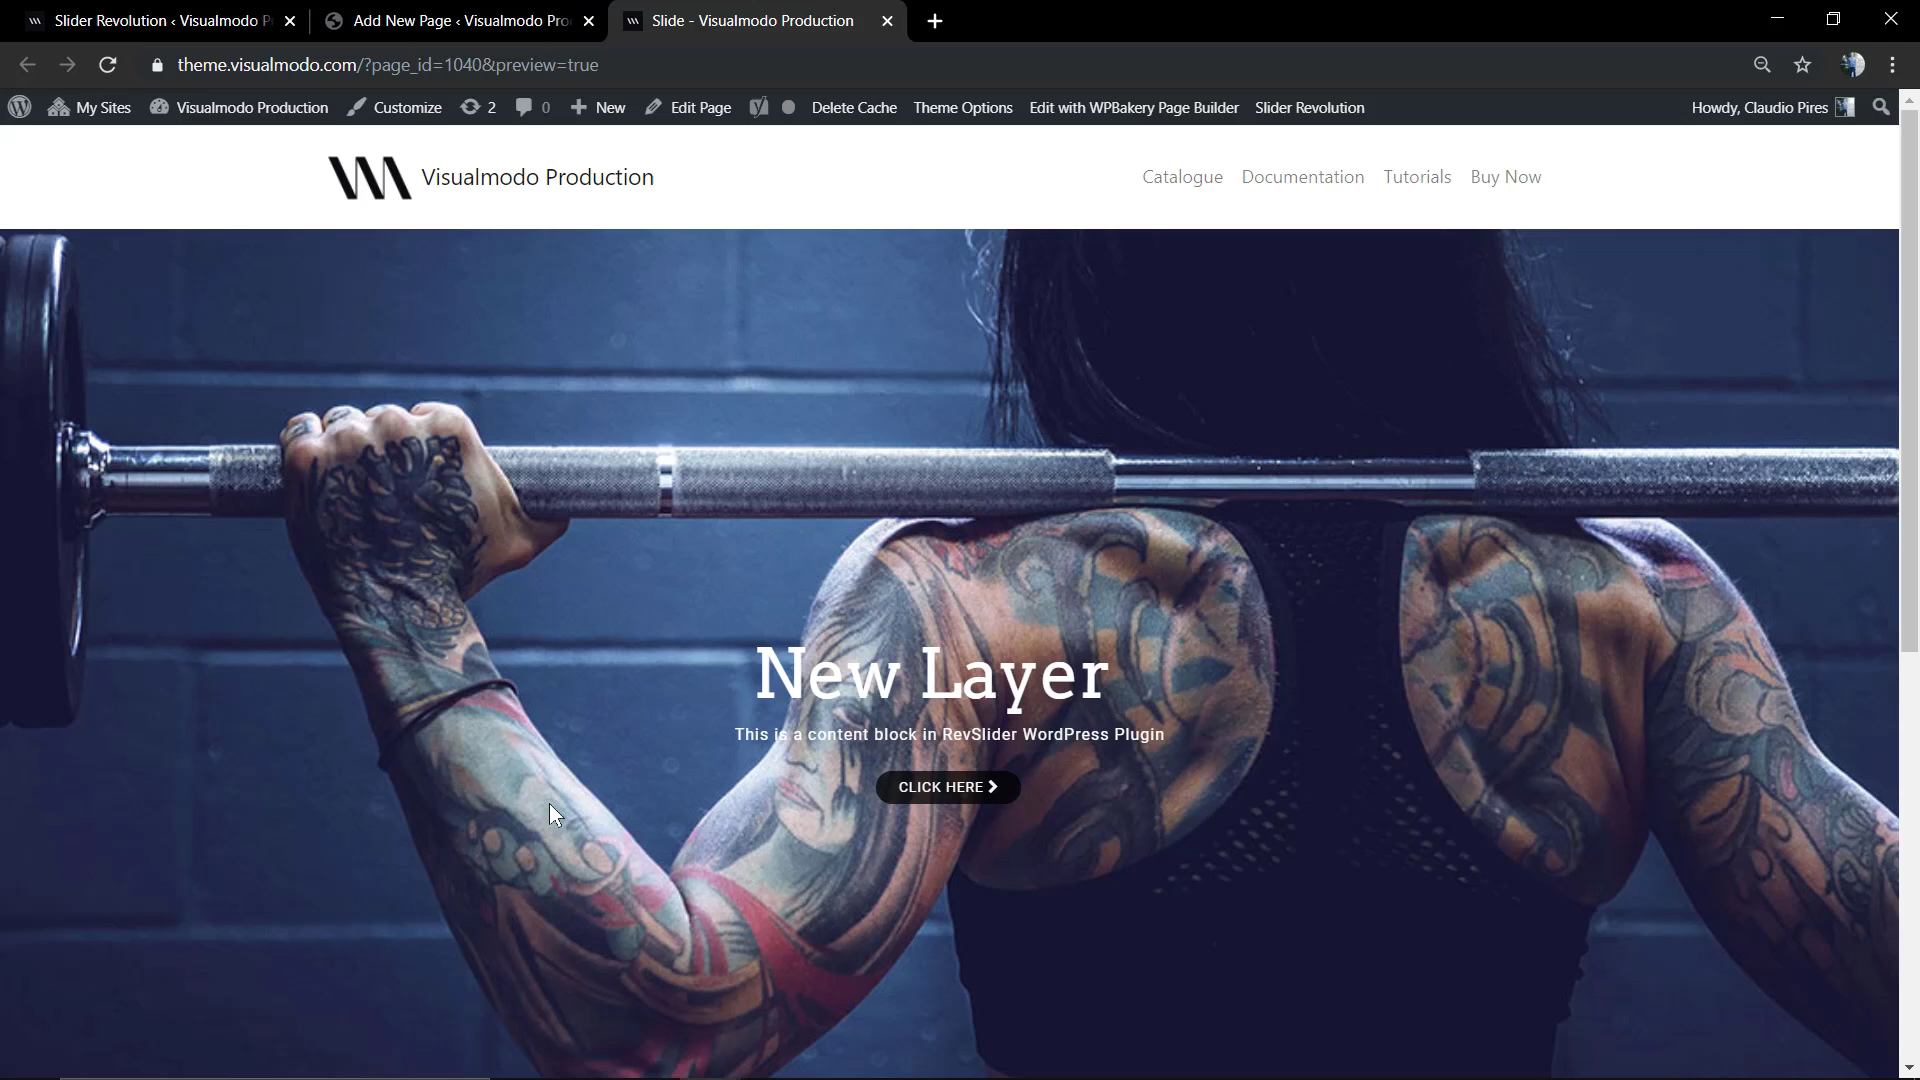 Slider Revolution ‹ Visualmodo P
Add New Page ‹ Visualmodo Pro
Slide - Visualmodo Production
theme.visualmodo.com/?page_id=1040&preview=true
My Sites
Visualmodo Production
Customize
2
0
New
Edit Page
Delete Cache
Theme Options
Edit with WPBakery Page Builder
Slider Revolution
Howdy, Claudio Pires
Visualmodo Production
Catalogue
Documentation
Tutorials
Buy Now
New Layer
This is a content block in RevSlider WordPress Plugin
CLICK HERE